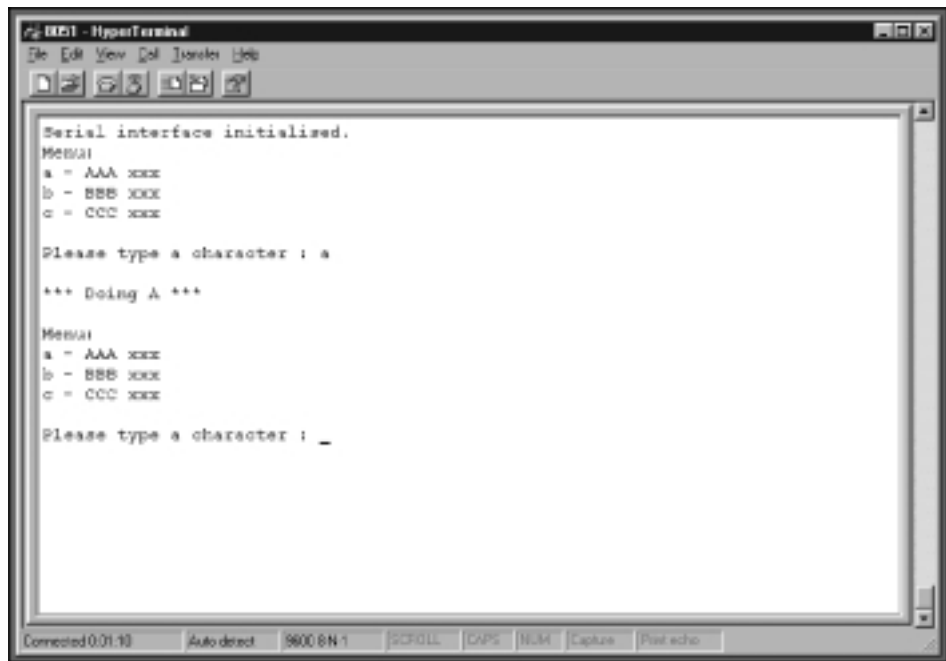 8051 - HyperTerminal
File Edit View Call Transfer Help
Serial interface initialised.
Menu:
a - AAA xxx
b - BBB xxx
c - CCC xxx
Please type a character : a
*** Doing A ***
Menu:
a - AAA xxx
b - BBB xxx
c - CCC xxx
Please type a character : _
Connected 0:01:10 Auto detect 9600 8-N-1 SCROLL CAPS NUM Capture Print echo